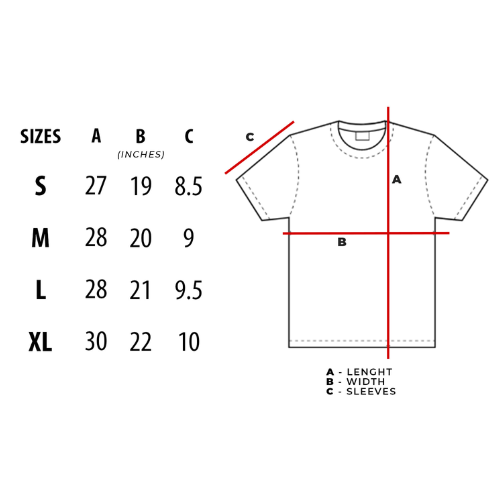 SIZES A B C
(INCHES)
S 27 19 8.5
M 28 20 9
L 28 21 9.5
XL 30 22 10
C
A
B
A - LENGHT
B - WIDTH
C - SLEEVES